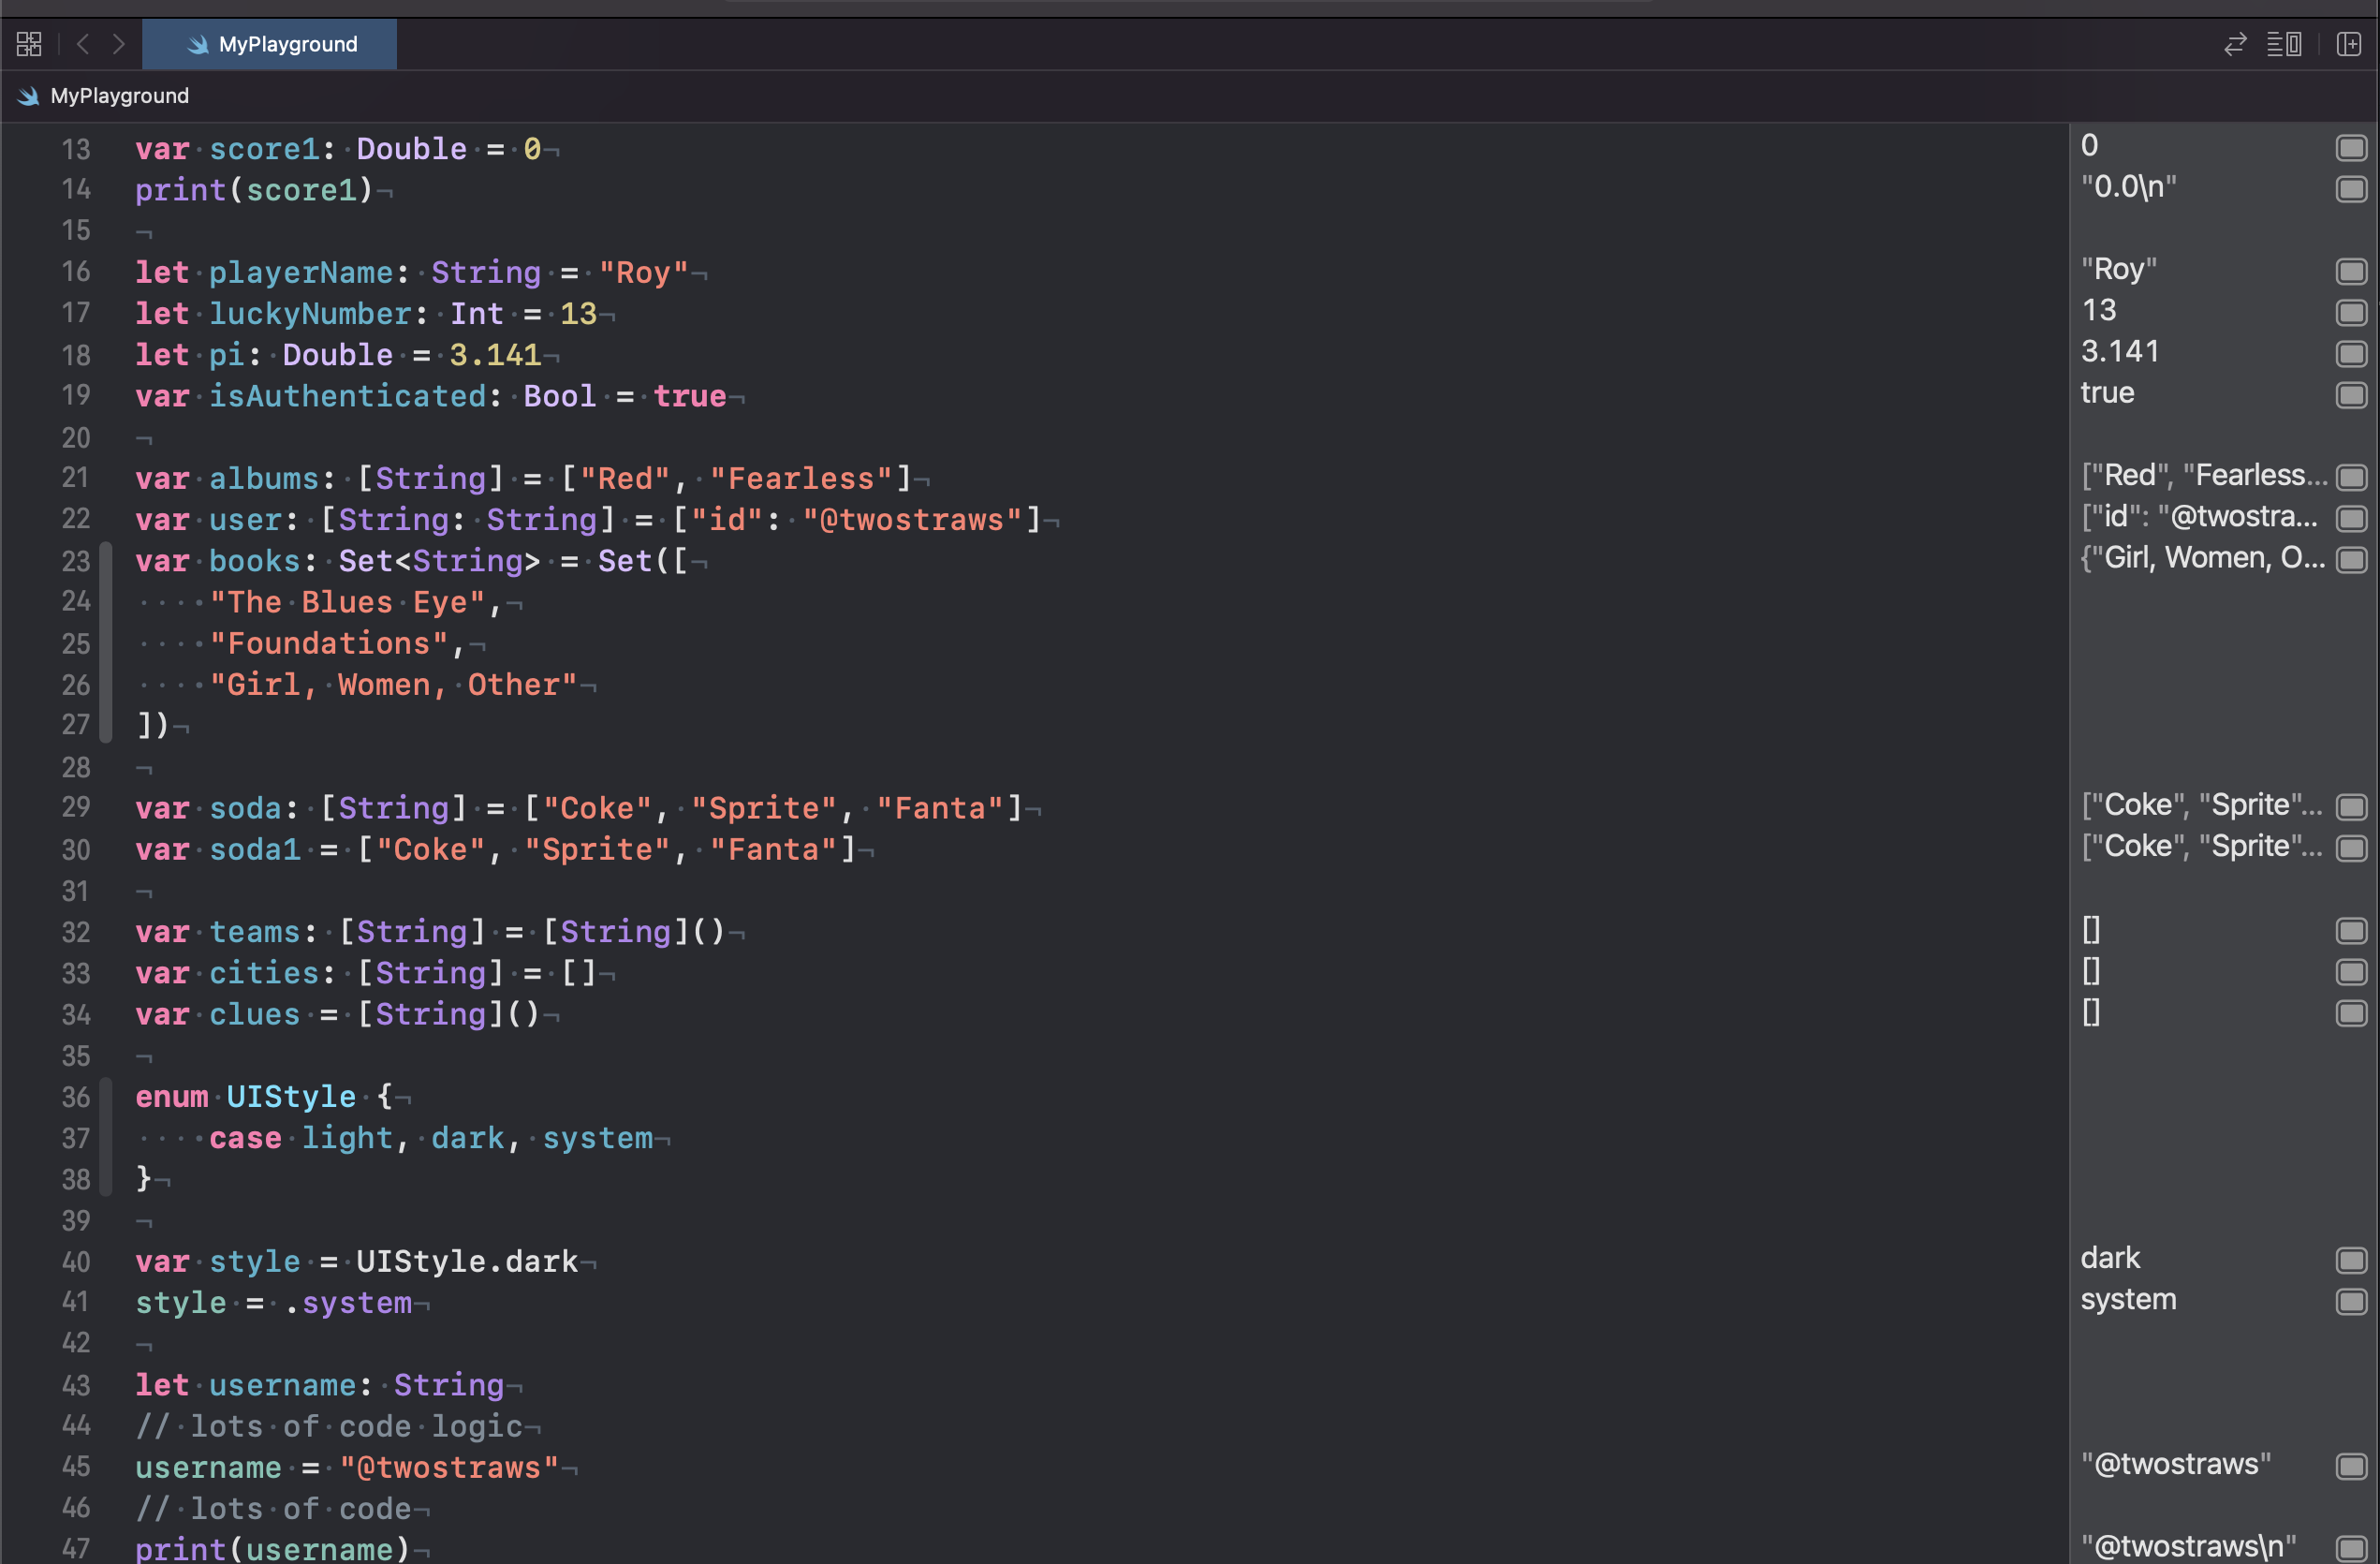 MyPlayground
MyPlayground
13 var score1: Double = 0¬ 0
14 print(score1)¬ "0.0\n"
15 ¬
16 let playerName: String = "Roy"¬ "Roy"
17 let luckyNumber: Int = 13¬ 13
18 let pi: Double = 3.141¬ 3.141
19 var isAuthenticated: Bool = true¬ true
20 ¬
21 var albums: [String] = ["Red", "Fearless"]¬ ["Red", "Fearless...
22 var user: [String: String] = ["id": "@twostraws"]¬ ["id": "@twostra...
23 var books: Set<String> = Set([¬ {"Girl, Women, O...
24 "The Blues Eye",¬
25 "Foundations",¬
26 "Girl, Women, Other"¬
27 ])¬
28 ¬
29 var soda: [String] = ["Coke", "Sprite", "Fanta"]¬ ["Coke", "Sprite"...
30 var soda1 = ["Coke", "Sprite", "Fanta"]¬ ["Coke", "Sprite"...
31 ¬
32 var teams: [String] = [String]()¬ []
33 var cities: [String] = []¬ []
34 var clues = [String]()¬ []
35 ¬
36 enum UIStyle {¬
37 case light, dark, system¬
38 }¬
39 ¬
40 var style = UIStyle.dark¬ dark
41 style = .system¬ system
42 ¬
43 let username: String¬
44 // lots of code logic¬
45 username = "@twostraws"¬ "@twostraws"
46 // lots of code¬
47 print(username)¬ "@twostraws\n"